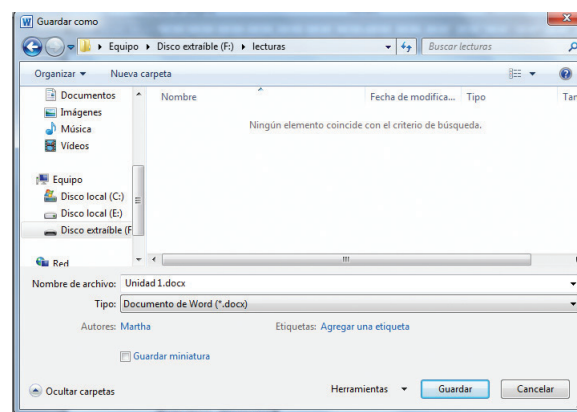 Guardar como
Equipo Disco extraíble (F:) lecturas Buscar lecturas
Organizar Nueva carpeta
Documentos
Imágenes
Música
Vídeos
Equipo
Disco local (C:)
Disco local (E:)
Disco extraíble (F
Red
Nombre Fecha de modifica... Tipo Tar
Ningún elemento coincide con el criterio de búsqueda.
Nombre de archivo: Unidad 1.docx
Tipo: Documento de Word (*.docx)
Autores: Martha Etiquetas: Agregar una etiqueta
Guardar miniatura
Ocultar carpetas Herramientas Guardar Cancelar